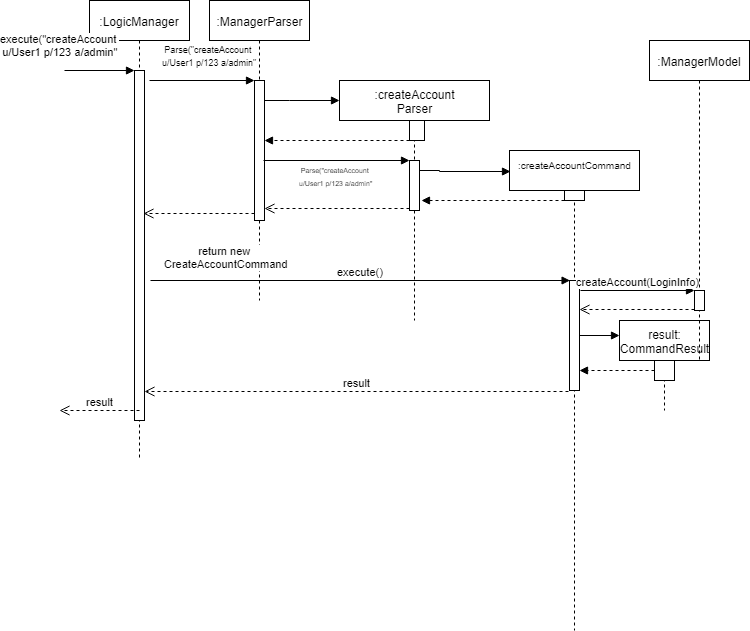 :LogicManager
:ManagerParser
execute("createAccount
u/User1 p/123 a/admin"
Parse("createAccount
u/User1 p/123 a/admin"
:ManagerModel
:createAccount
Parser
Parse("createAccount
u/User1 p/123 a/admin"
:createAccountCommand
return new
CreateAccountCommand
execute()
createAccount(LoginInfo)
result:
CommandResult
result
result